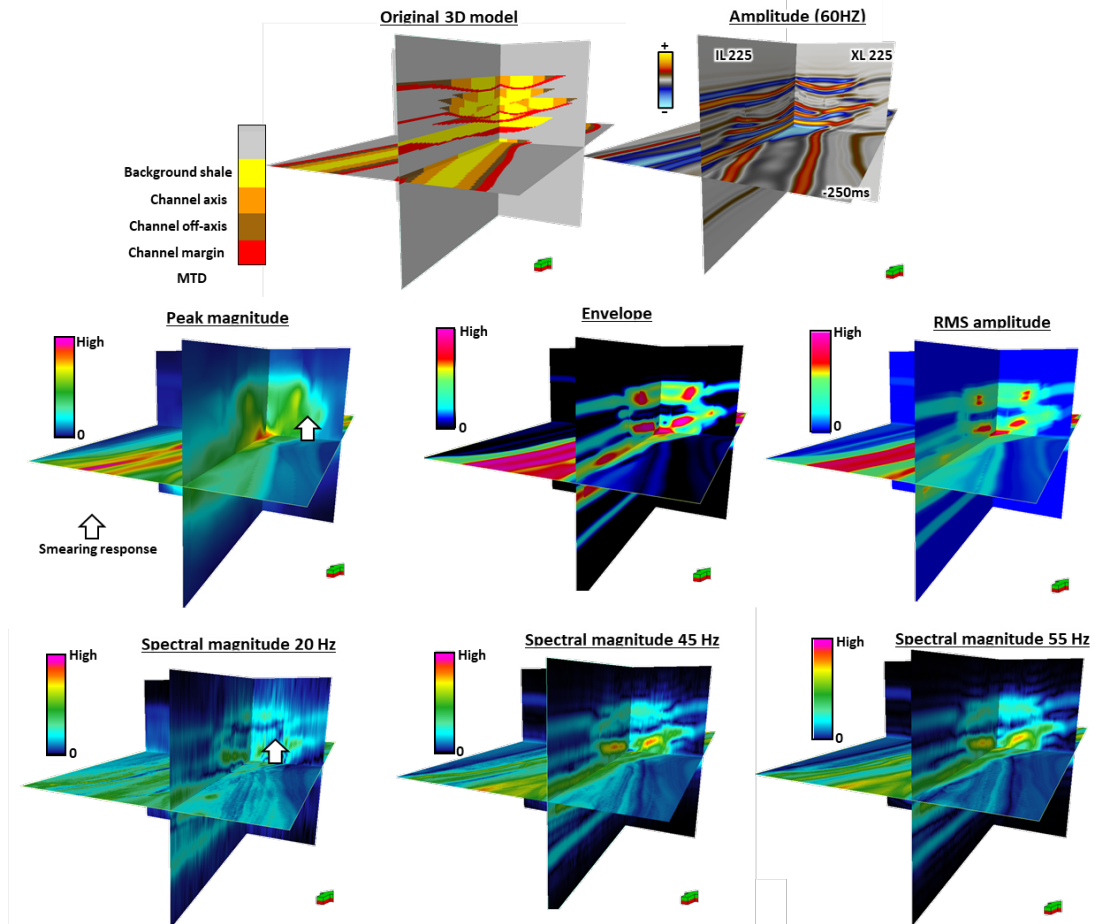 Original 3D model
Amplitude (60HZ)
+
-
IL 225
XL 225
-250ms
Background shale
Channel axis
Channel off-axis
Channel margin
MTD
Peak magnitude
High
0
Smearing response
Envelope
High
0
RMS amplitude
High
0
Spectral magnitude 20 Hz
High
0
Spectral magnitude 45 Hz
High
0
Spectral magnitude 55 Hz
High
0